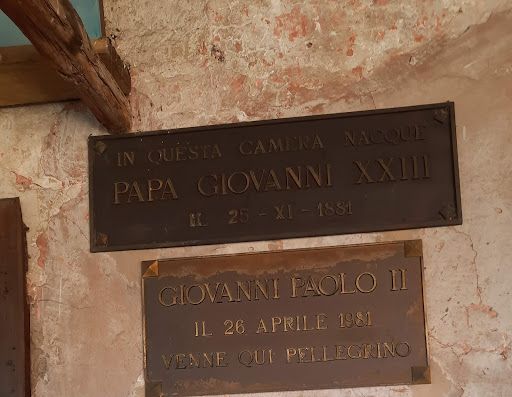 IN QUESTA CAMERA NACQUE
PAPA GIOVANNI XXIII
IL 25-XI-1881
GIOVANNI PAOLO II
IL 26 APRILE 1981
VENNE QUI PELLEGRINO